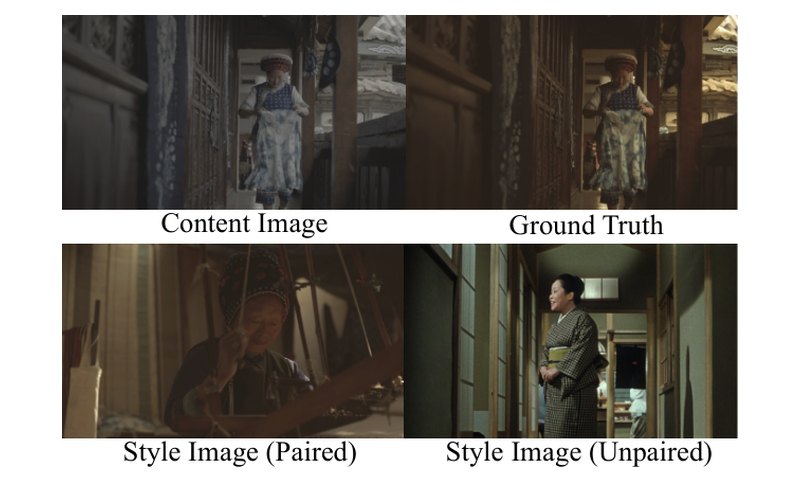 Content Image
Ground Truth
Style Image (Paired)
Style Image (Unpaired)